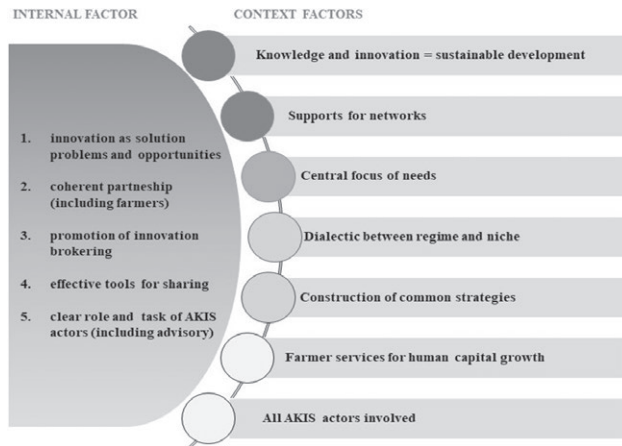 INTERNAL FACTOR
1. innovation as solution
problems and opportunities
2. coherent partneship
(including farmers)
3. promotion of innovation
brokering
4. effective tools for sharing
5. clear role and task of AKIS
actors (including advisory)
CONTEXT FACTORS
Knowledge and innovation = sustainable development
Supports for networks
Central focus of needs
Dialectic between regime and niche
Construction of common strategies
Farmer services for human capital growth
All AKIS actors involved